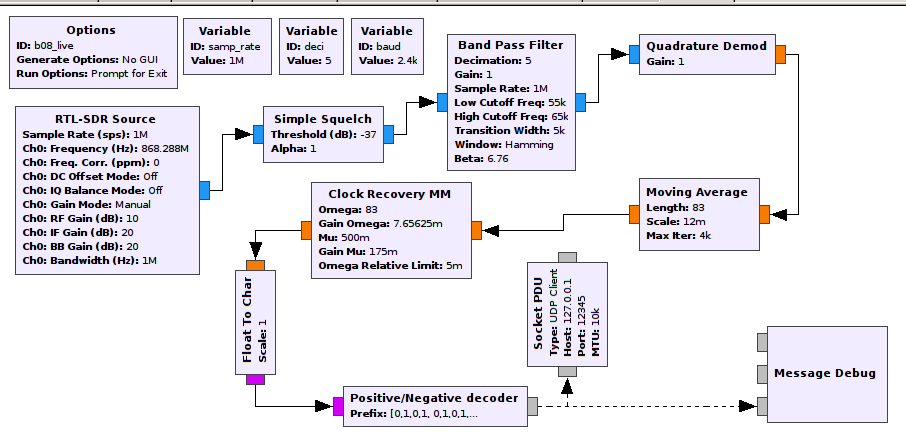 Options
ID: b08_live
Generate Options: No GUI
Run Options: Prompt for Exit
Variable
ID: samp_rate
Value: 1M
Variable
ID: deci
Value: 5
Variable
ID: baud
Value: 2.4k
Band Pass Filter
Decimation: 5
Gain: 1
Sample Rate: 1M
Low Cutoff Freq: 55k
High Cutoff Freq: 65k
Transition Width: 5k
Window: Hamming
Beta: 6.76
Quadrature Demod
Gain: 1
RTL-SDR Source
Sample Rate (sps): 1M
Ch0: Frequency (Hz): 868.288M
Ch0: Freq. Corr. (ppm): 0
Ch0: DC Offset Mode: Off
Ch0: IQ Balance Mode: Off
Ch0: Gain Mode: Manual
Ch0: RF Gain (dB): 10
Ch0: IF Gain (dB): 20
Ch0: BB Gain (dB): 20
Ch0: Bandwidth (Hz): 1M
Simple Squelch
Threshold (dB): -37
Alpha: 1
Clock Recovery MM
Omega: 83
Gain Omega: 7.65625m
Mu: 500m
Gain Mu: 175m
Omega Relative Limit: 5m
Moving Average
Length: 83
Scale: 12m
Max Iter: 4k
Float To Char
Scale: 1
Socket PDU
Type: UDP Client
Host: 127.0.0.1
Port: 12345
MTU: 10k
Positive/Negative decoder
Prefix: [0,1,0,1, 0,1,0,1,...
Message Debug